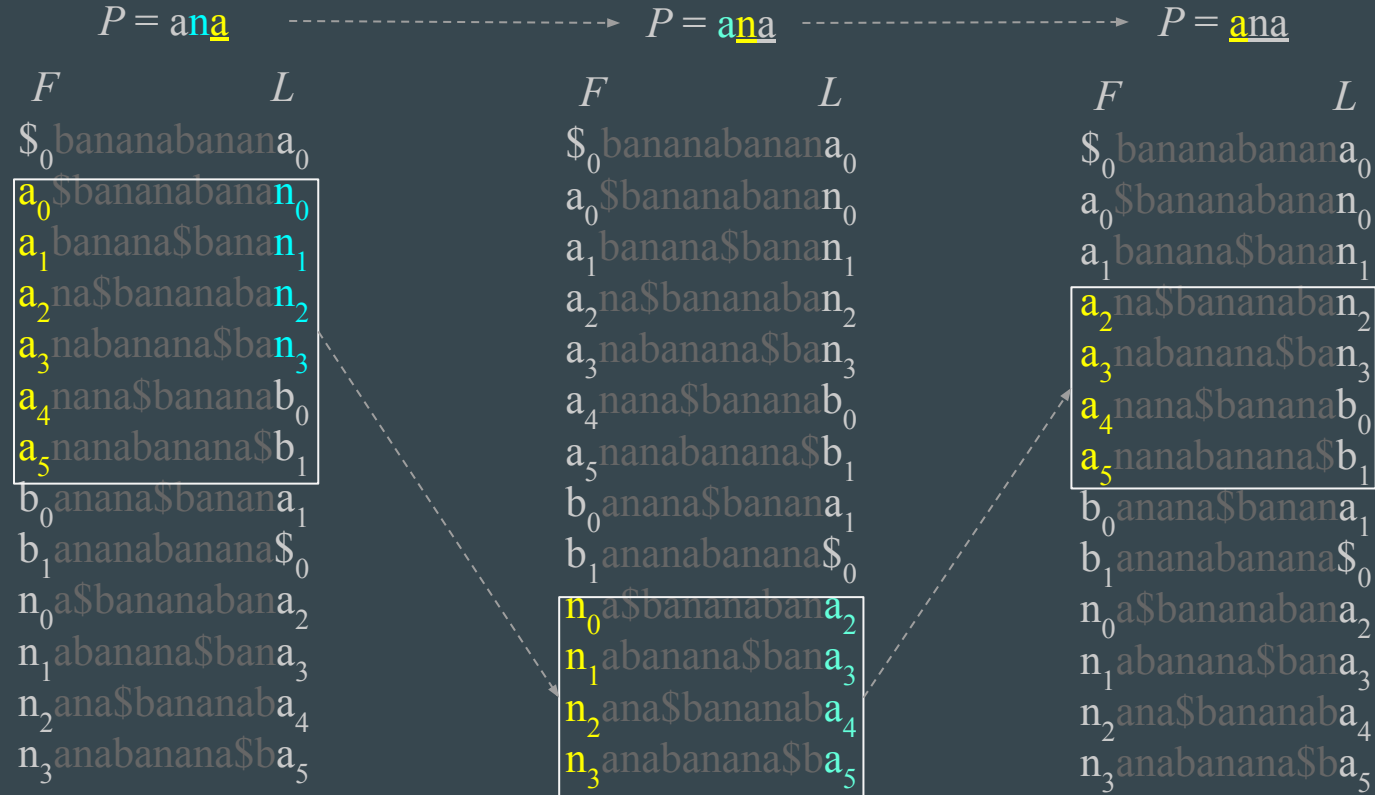 P = ana
F L
$₀bananabanana₀
a₀$bananabanan₀
a₁banana$banan₁
a₂na$bananaban₂
a₃nabanana$ban₃
a₄nana$bananab₀
a₅nanabanana$b₁
b₀anana$banana₁
b₁ananabanana$₀
n₀a$bananabana₂
n₁abanana$bana₃
n₂ana$bananaba₄
n₃anabanana$ba₅
P = ana
F L
$₀bananabanana₀
a₀$bananabanan₀
a₁banana$banan₁
a₂na$bananaban₂
a₃nabanana$ban₃
a₄nana$bananab₀
a₅nanabanana$b₁
b₀anana$banana₁
b₁ananabanana$₀
n₀a$bananabana₂
n₁abanana$bana₃
n₂ana$bananaba₄
n₃anabanana$ba₅
P = ana
F L
$₀bananabanana₀
a₀$bananabanan₀
a₁banana$banan₁
a₂na$bananaban₂
a₃nabanana$ban₃
a₄nana$bananab₀
a₅nanabanana$b₁
b₀anana$banana₁
b₁ananabanana$₀
n₀a$bananabana₂
n₁abanana$bana₃
n₂ana$bananaba₄
n₃anabanana$ba₅